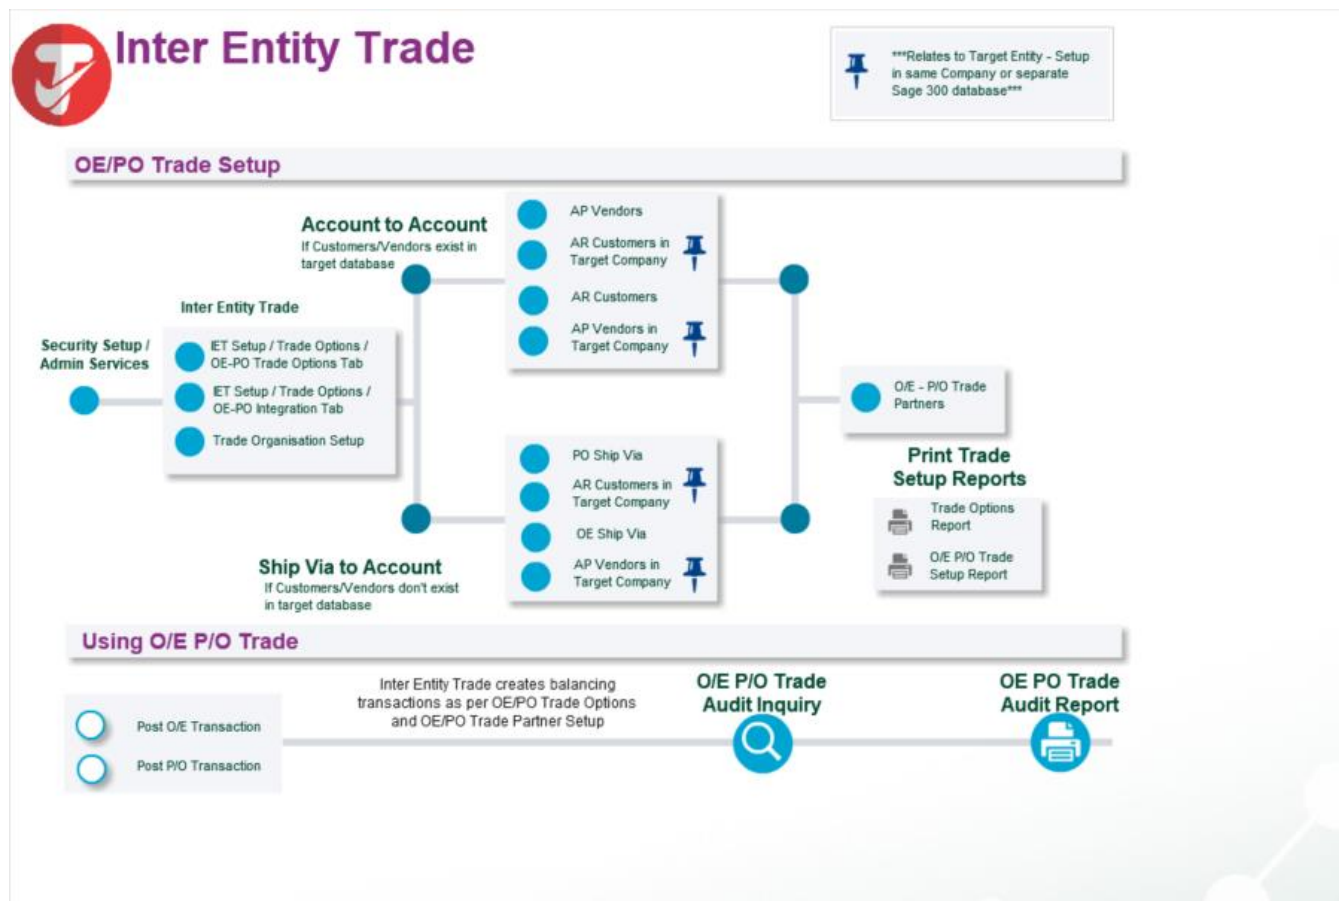 Inter Entity Trade
***Relates to Target Entity - Setup
in same Company or separate
Sage 300 database***
OE/PO Trade Setup
Account to Account
If Customers/Vendors exist in
target database
AP Vendors
AR Customers in
Target Company
AR Customers
AP Vendors in
Target Company
Inter Entity Trade
Security Setup /
Admin Services
IET Setup / Trade Options /
OE-PO Trade Options Tab
IET Setup / Trade Options /
OE-PO Integration Tab
Trade Organisation Setup
O/E - P/O Trade
Partners
PO Ship Via
AR Customers in
Target Company
OE Ship Via
AP Vendors in
Target Company
Ship Via to Account
If Customers/Vendors don't exist
in target database
Print Trade
Setup Reports
Trade Options
Report
O/E P/O Trade
Setup Report
Using O/E P/O Trade
Post O/E Transaction
Post P/O Transaction
Inter Entity Trade creates balancing
transactions as per OE/PO Trade Options
and OE/PO Trade Partner Setup
O/E P/O Trade
Audit Inquiry
OE PO Trade
Audit Report